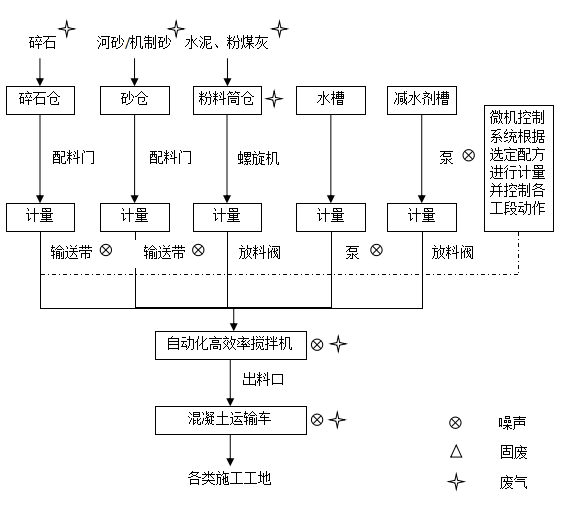 碎石 河砂/机制砂 水泥、粉煤灰
碎石仓 砂仓 粉料筒仓 水槽 减水剂槽
微机控制
系统根据
选定配方
进行计量
并控制各
工段动作
配料门 配料门 螺旋机 泵
计量 计量 计量 计量 计量
输送带 输送带 放料阀 泵 放料阀
自动化高效率搅拌机
出料口
混凝土运输车
各类施工工地
噪声
固废
废气